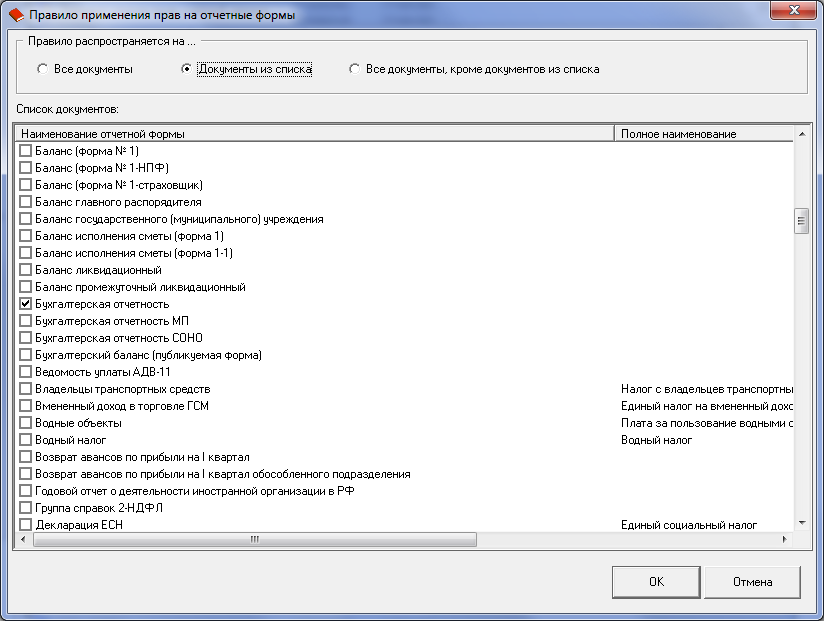 Правило применения прав на отчетные формы
Правило распространяется на ...
Все документы Документы из списка Все документы, кроме документов из списка
Список документов:
Наименование отчетной формы Полное наименование
Баланс (форма № 1)
Баланс (форма № 1-НПФ)
Баланс (форма № 1-страховщик)
Баланс главного распорядителя
Баланс государственного (муниципального) учреждения
Баланс исполнения сметы (форма 1)
Баланс исполнения сметы (форма 1-1)
Баланс ликвидационный
Баланс промежуточный ликвидационный
Бухгалтерская отчетность
Бухгалтерская отчетность МП
Бухгалтерская отчетность СОНО
Бухгалтерский баланс (публикуемая форма)
Ведомость уплаты АДВ-11
Владельцы транспортных средств Налог с владельцев транспортны
Вмененный доход в торговле ГСМ Единый налог на вмененный дохо
Водные объекты Плата за пользование водными о
Водный налог Водный налог
Возврат авансов по прибыли на I квартал
Возврат авансов по прибыли на I квартал обособленного подразделения
Годовой отчет о деятельности иностранной организации в РФ
Группа справок 2-НДФЛ
Декларация ЕСН Единый социальный налог
OK Отмена